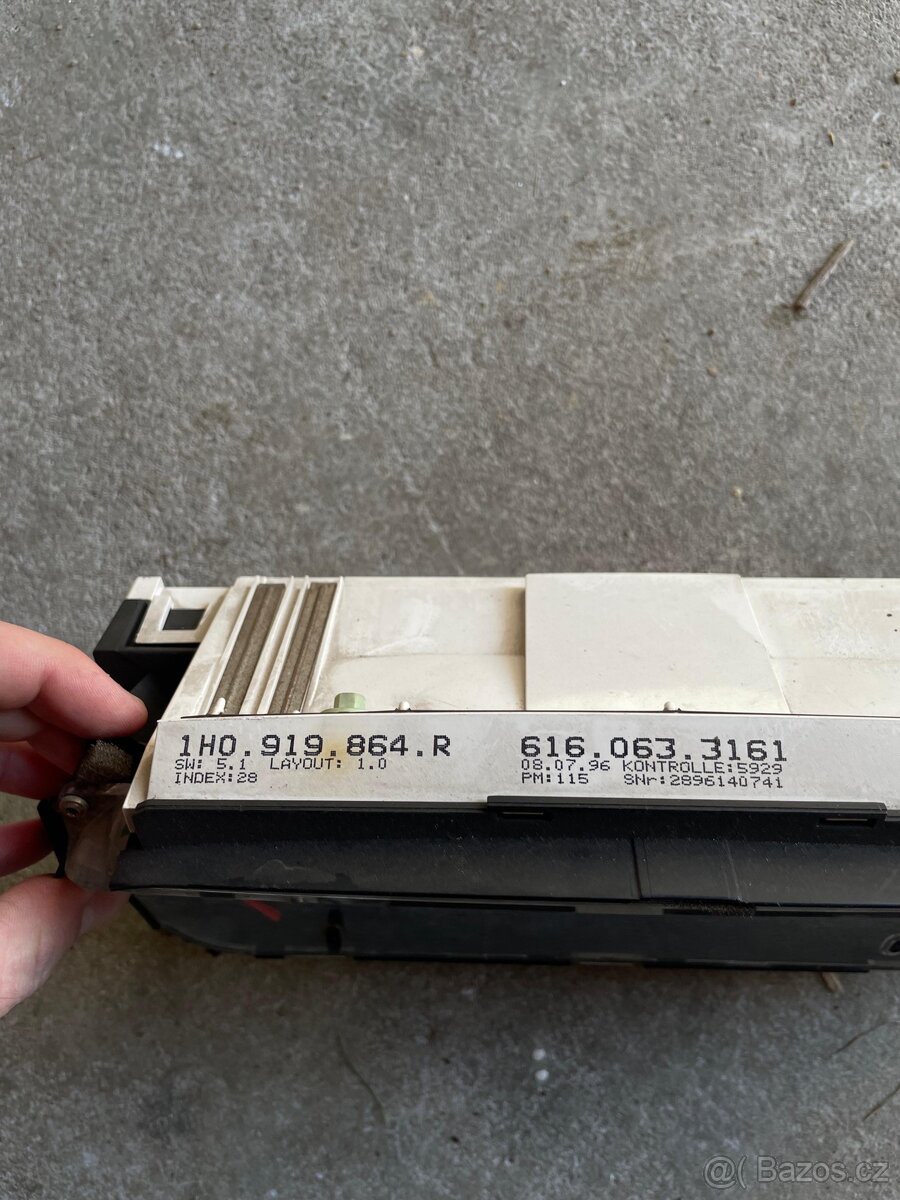 1H0.919.864.R
SW: 5.1 LAYOUT: 1.0
INDEX:28
616.063.3161
08.07.96 KONTROLLE:5929
PM:115 SNr:2896140741
@( Bazos.cz